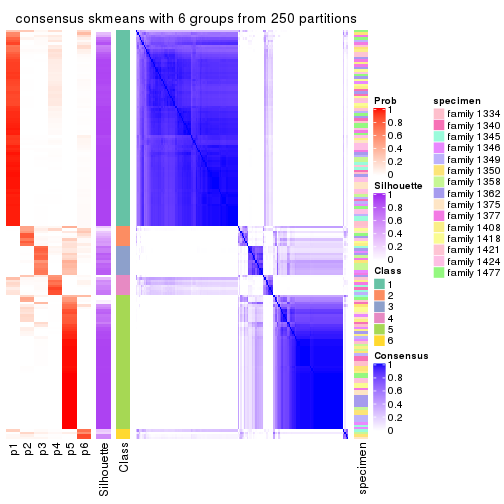 consensus skmeans with 6 groups from 250 partitions
Prob
1
0.8
0.6
0.4
0.2
0
Silhouette
1
0.8
0.6
0.4
0.2
0
Class
1
2
3
4
5
6
Consensus
1
0.8
0.6
0.4
0.2
0
specimen
family 1334
family 1340
family 1345
family 1346
family 1349
family 1350
family 1358
family 1362
family 1375
family 1377
family 1408
family 1418
family 1421
family 1424
family 1477
p1
p2
p3
p4
p5
p6
Silhouette
Class
specimen